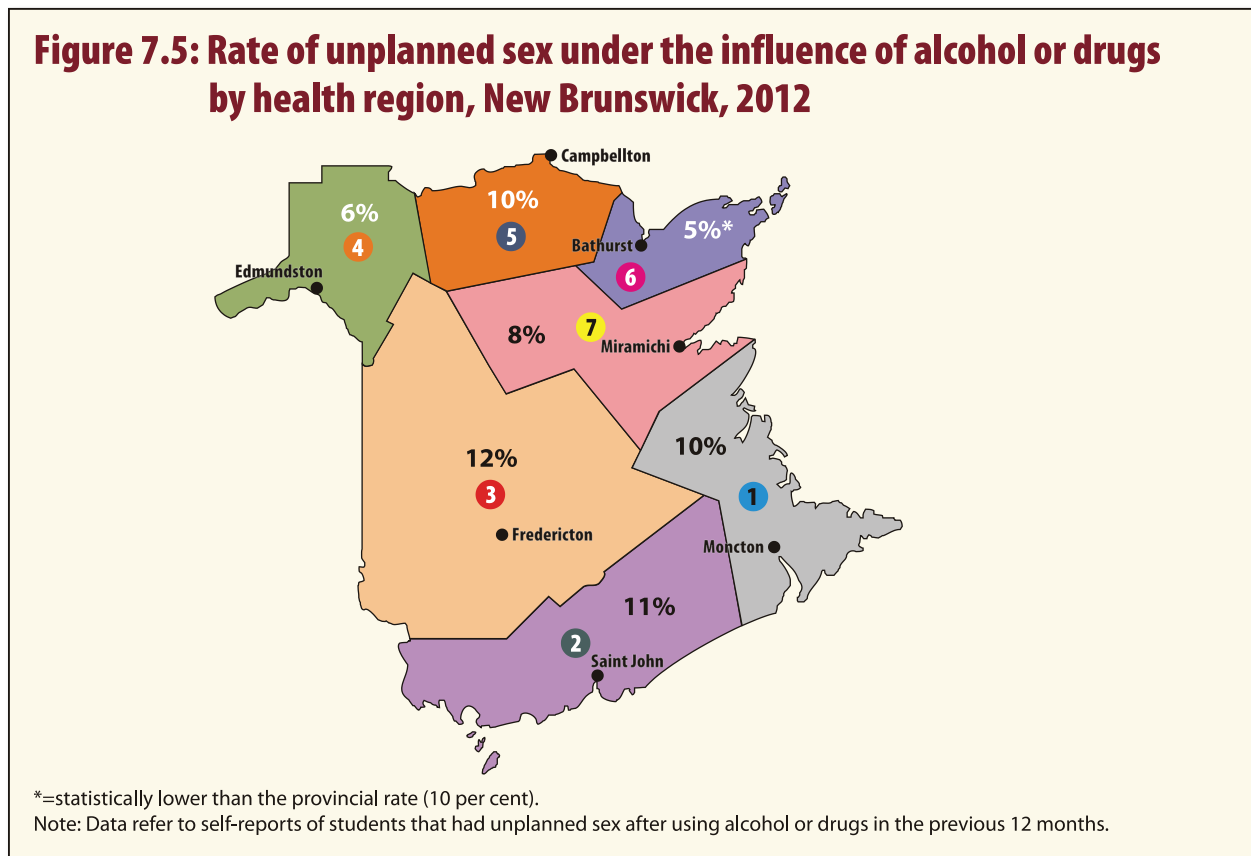 Figure 7.5: Rate of unplanned sex under the influence of alcohol or drugs
by health region, New Brunswick, 2012
Campbellton
10%
5
6%
4
5%*
Bathurst
6
Edmundston
8%
7
Miramichi
10%
1
12%
3
Fredericton
Moncton
11%
2
Saint John
*=statistically lower than the provincial rate (10 per cent).
Note: Data refer to self-reports of students that had unplanned sex after using alcohol or drugs in the previous 12 months.